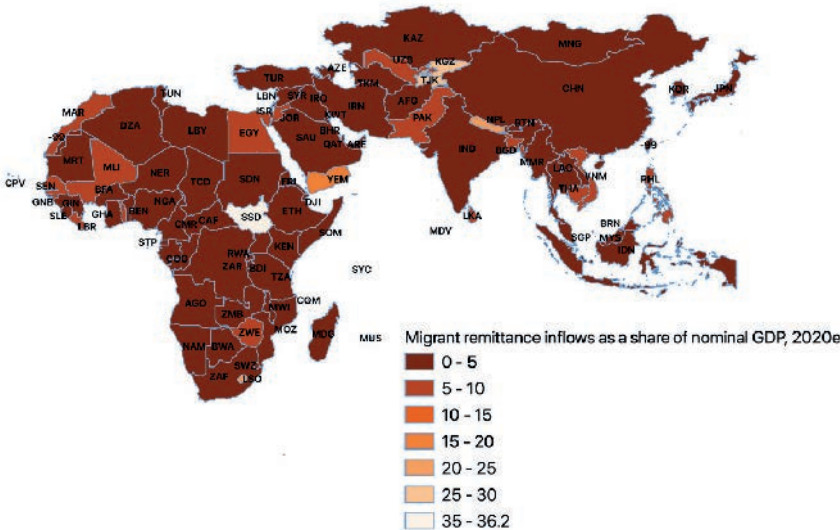 KAZ
MNG
UZB
KGZ
AZE
TUR
TKM
TJK
CHN
KOR
JPN
TUN
LBN
SYR
IRQ
IRN
AFG
MAR
ISR
JOR
KWT
PAK
NPL
BTN
-99
DZA
LBY
EGY
BHR
SAU
QAT
ARE
IND
BGD
-99
MRT
MLI
NER
MMR
LAO
VNM
CPV
SEN
BFA
TCD
SDN
ERI
YEM
THA
PHL
GNB
GIN
NGA
DJI
SLE
GHA
BEN
SSD
ETH
LKA
LBR
CMR
CAF
SOM
MDV
BRN
STP
COD
RWA
KEN
SGP
MYS
ZAR
BDI
IDN
TZA
SYC
AGO
ZMB
MWI
COM
MOZ
ZWE
MDG
MUS
NAM
BWA
SWZ
ZAF
LSO
Migrant remittance inflows as a share of nominal GDP, 2020e
0 - 5
5 - 10
10 - 15
15 - 20
20 - 25
25 - 30
35 - 36.2